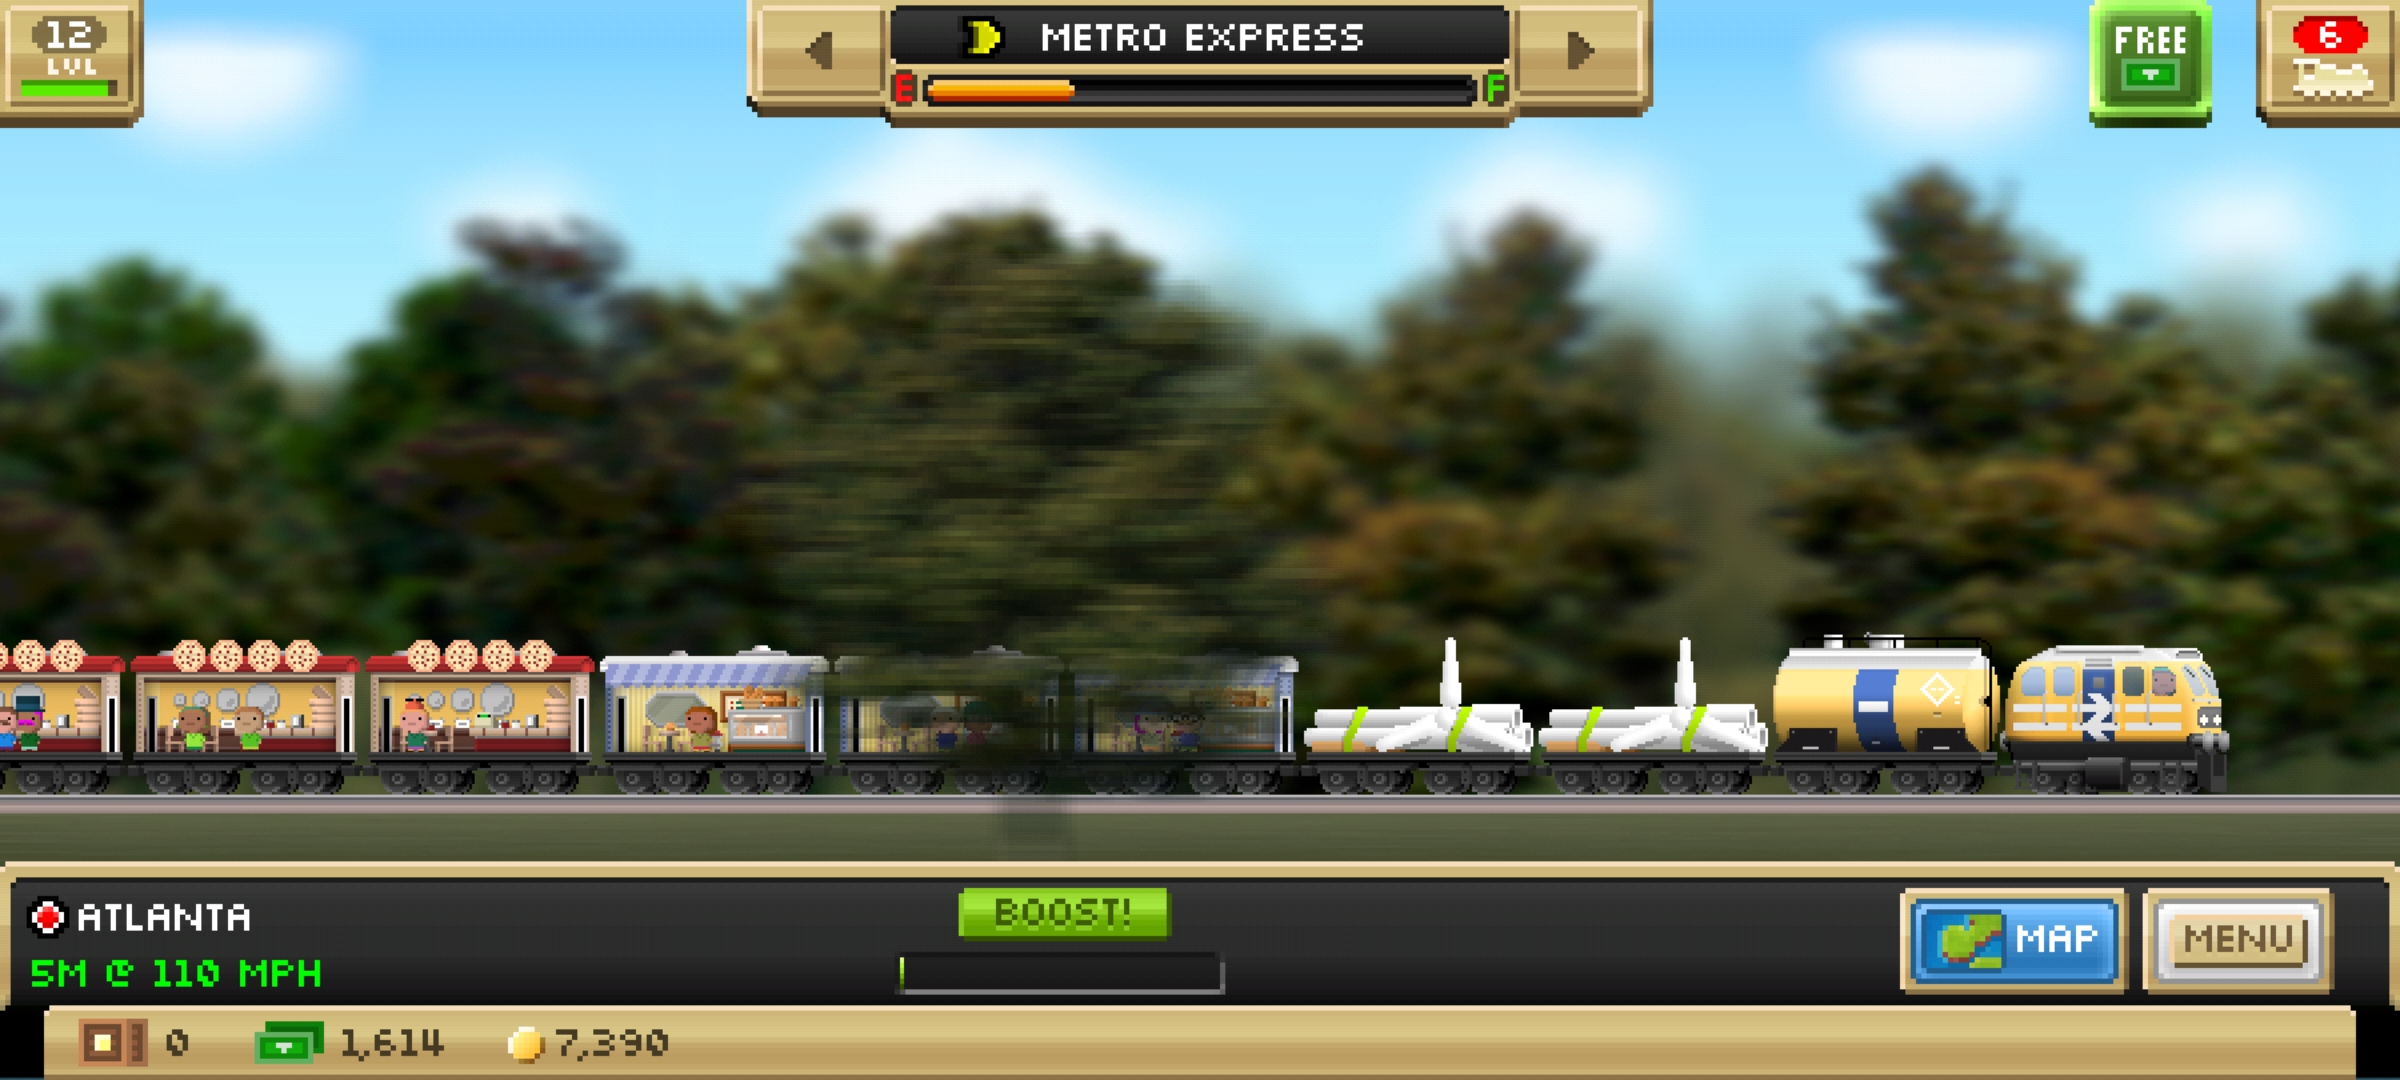 12
LVL
METRO EXPRESS
E F
FREE
6
ATLANTA
5M @ 110 MPH
BOOST!
MAP
MENU
0
1,614
7,390